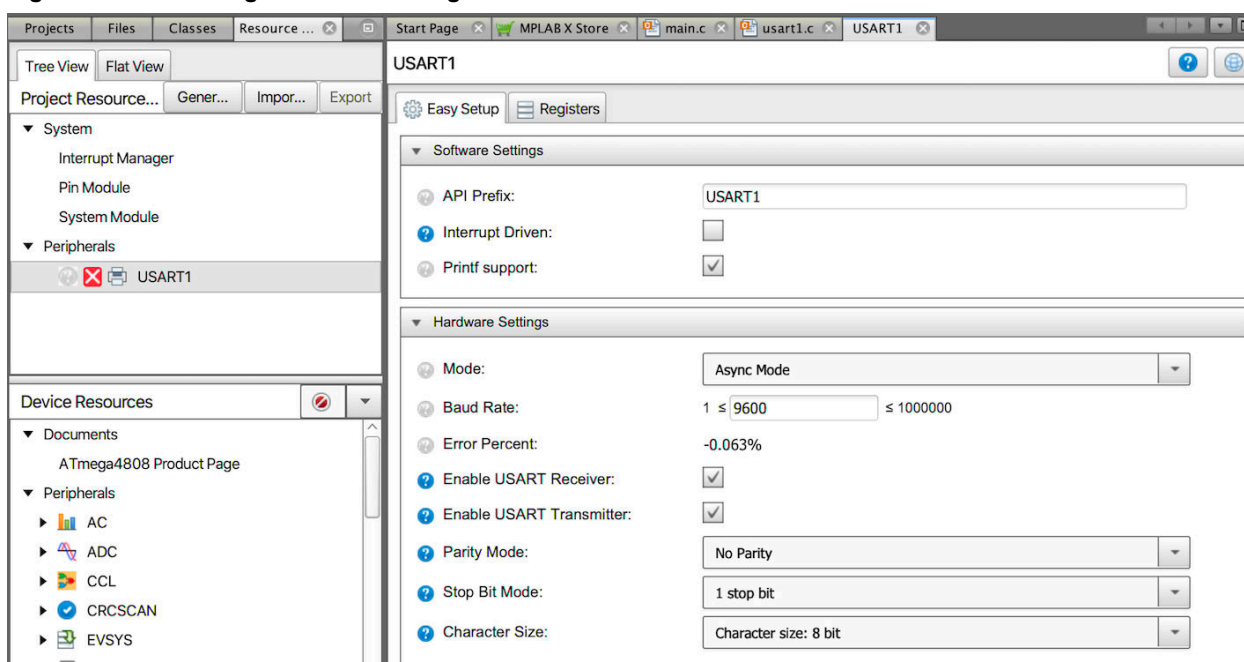 Projects Files Classes Resource ...
Tree View Flat View
Project Resource... Gener... Impor... Export
System
Interrupt Manager
Pin Module
System Module
Peripherals
USART1
Device Resources
Documents
ATmega4808 Product Page
Peripherals
AC
ADC
CCL
CRCSCAN
EVSYS
Start Page MPLAB X Store main.c usart1.c USART1
USART1
Easy Setup Registers
Software Settings
API Prefix: USART1
Interrupt Driven:
Printf support:
Hardware Settings
Mode: Async Mode
Baud Rate: 1 ≤ 9600 ≤ 1000000
Error Percent: -0.063%
Enable USART Receiver:
Enable USART Transmitter:
Parity Mode: No Parity
Stop Bit Mode: 1 stop bit
Character Size: Character size: 8 bit